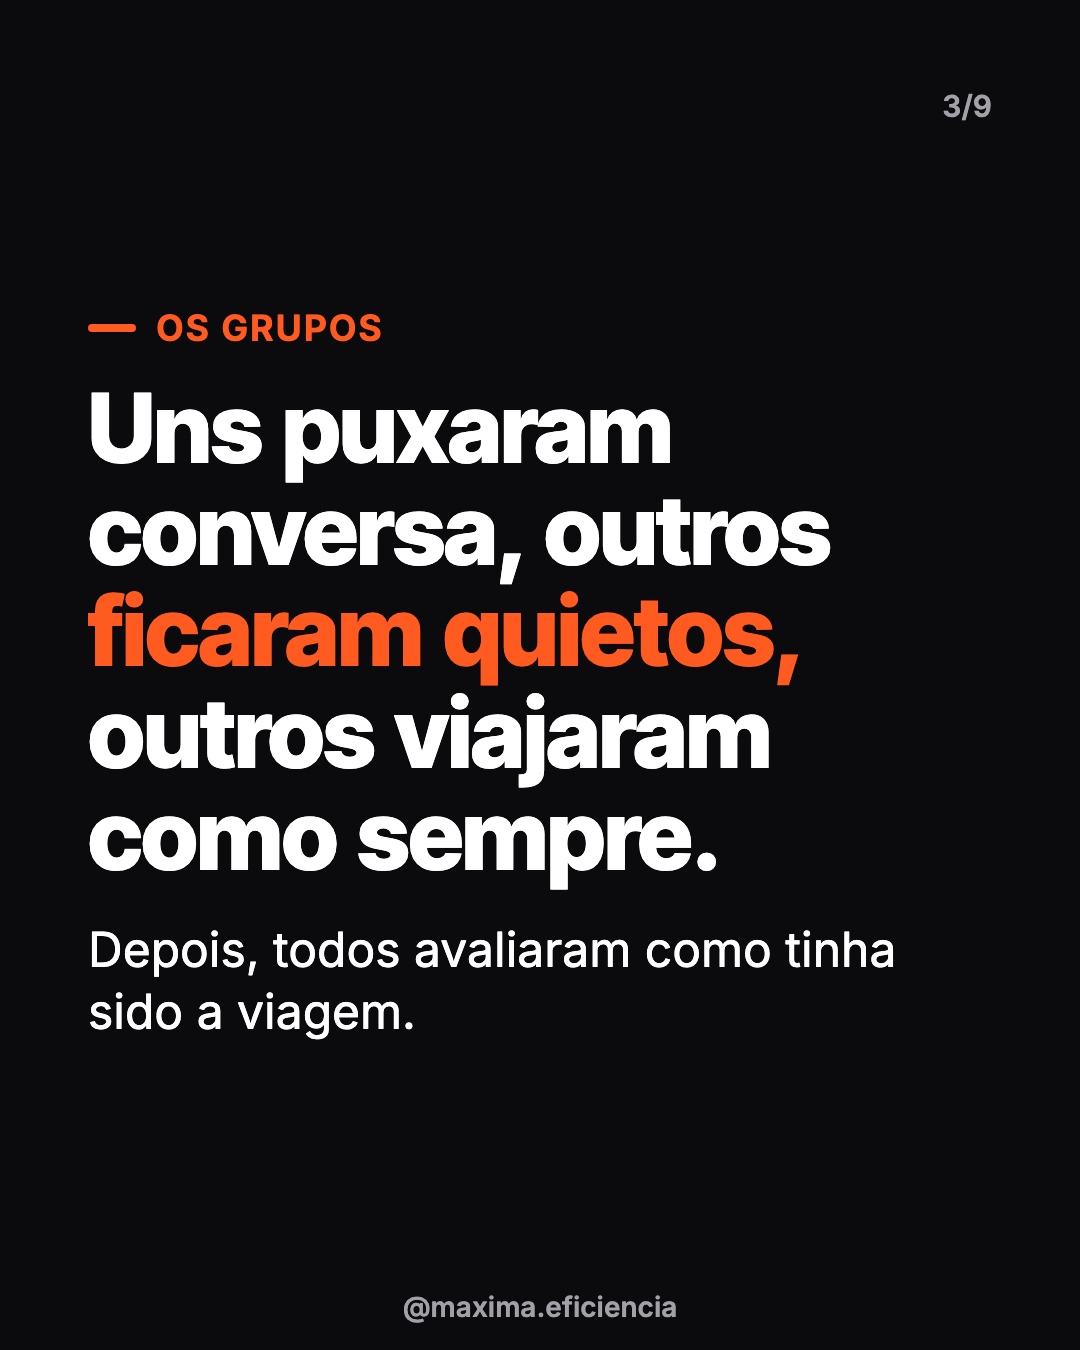 3/9
OS GRUPOS
Uns puxaram
conversa, outros
ficaram quietos,
outros viajaram
como sempre.
Depois, todos avaliaram como tinha
sido a viagem.
@maxima.eficiencia